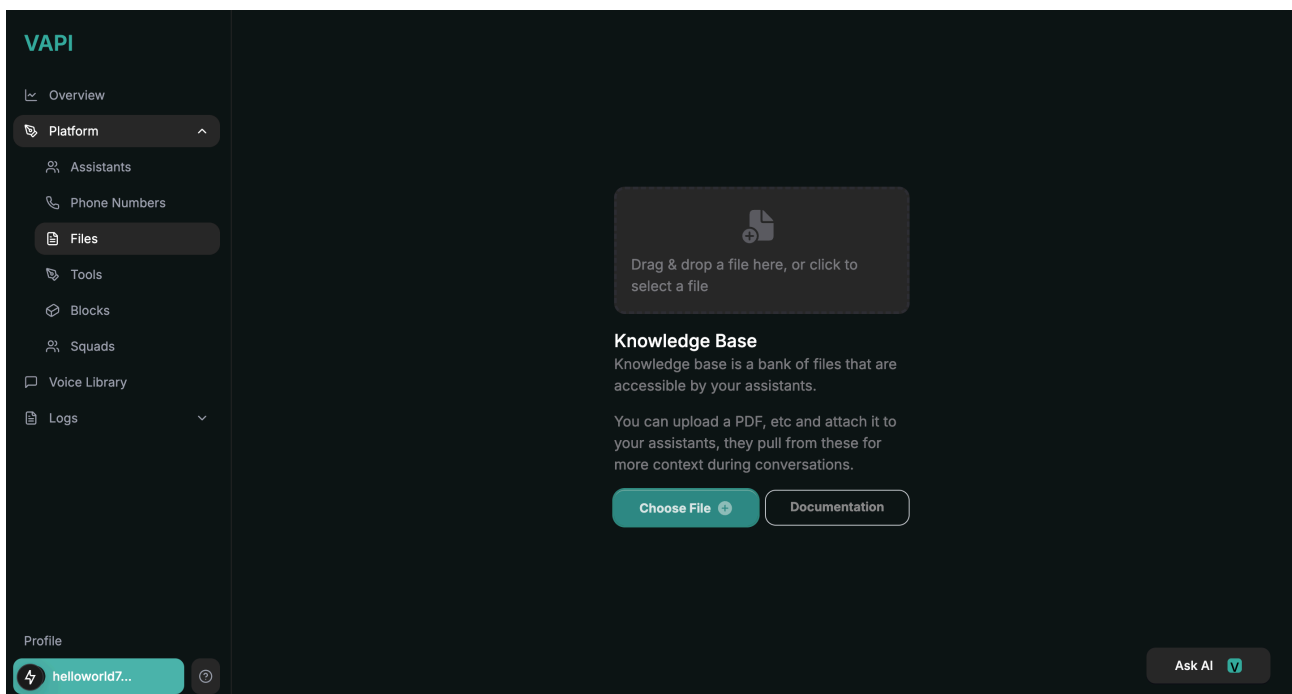 VAPI
Overview
Platform
Assistants
Phone Numbers
Files
Tools
Blocks
Squads
Voice Library
Logs
Drag & drop a file here, or click to
select a file
Knowledge Base
Knowledge base is a bank of files that are
accessible by your assistants.
You can upload a PDF, etc and attach it to
your assistants, they pull from these for
more context during conversations.
Choose File
Documentation
Profile
helloworld7...
Ask AI V